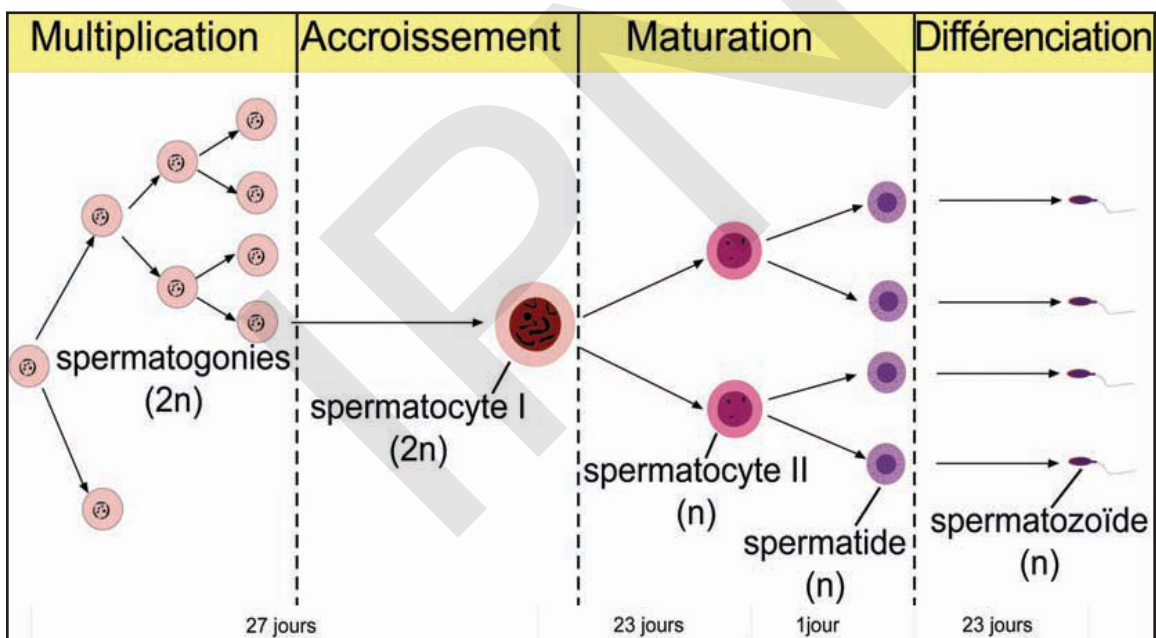 Multiplication
Accroissement
Maturation
Différenciation
spermatogonies
(2n)
spermatocyte I
(2n)
spermatocyte II
(n)
spermatide
(n)
spermatozoïde
(n)
27 jours
23 jours
1jour
23 jours
IPN